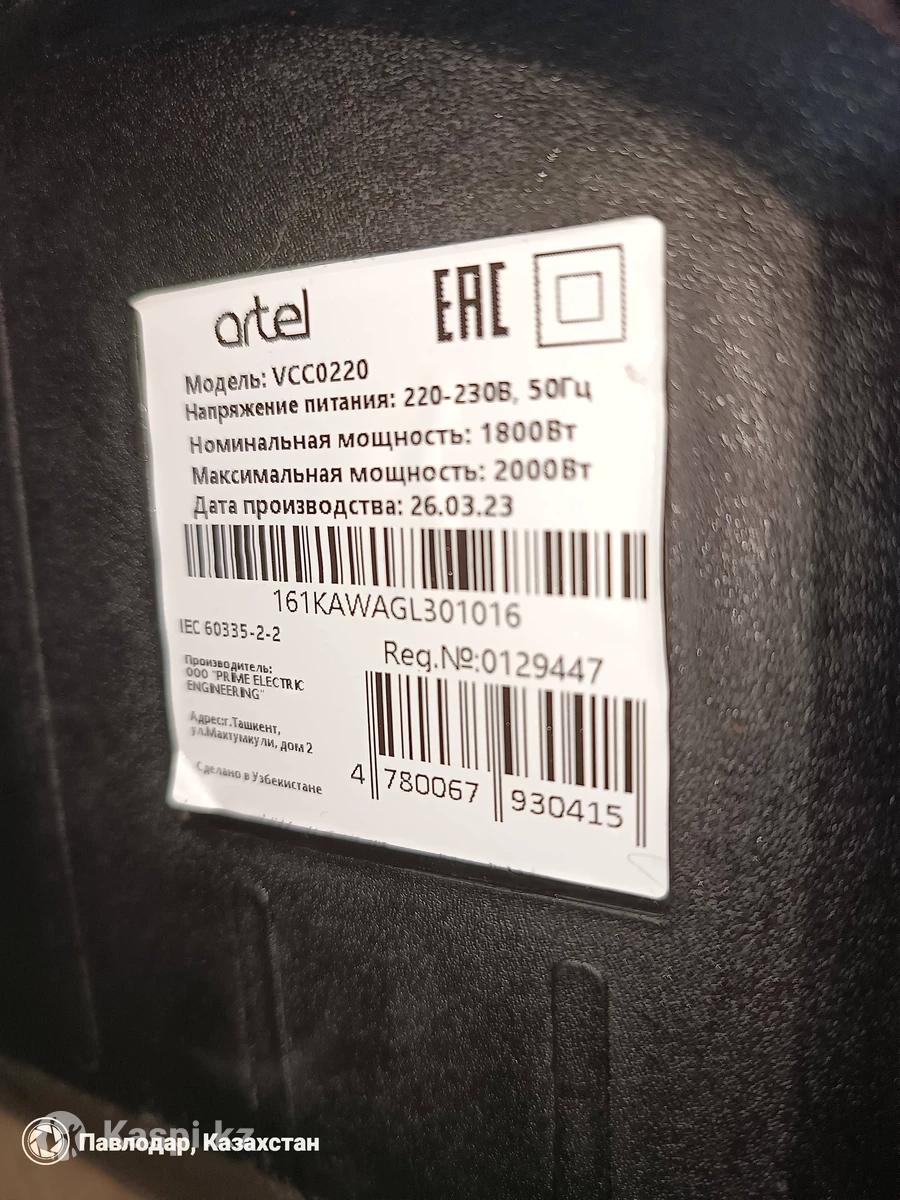 artel EAC
Модель: VCC0220
Напряжение питания: 220-230В, 50Гц
Номинальная мощность: 1800Вт
Максимальная мощность: 2000Вт
Дата производства: 26.03.23
161KAWAGL301016
IEC 60335-2-2
Reg.№:0129447
Производитель:
ООО "PRIME ELECTRIC
ENGINEERING"
Адрес:г.Ташкент,
ул.Мактумкули, дом 2
Сделано в Узбекистане
4 780067 930415
Kaspi.kz
Павлодар, Казахстан